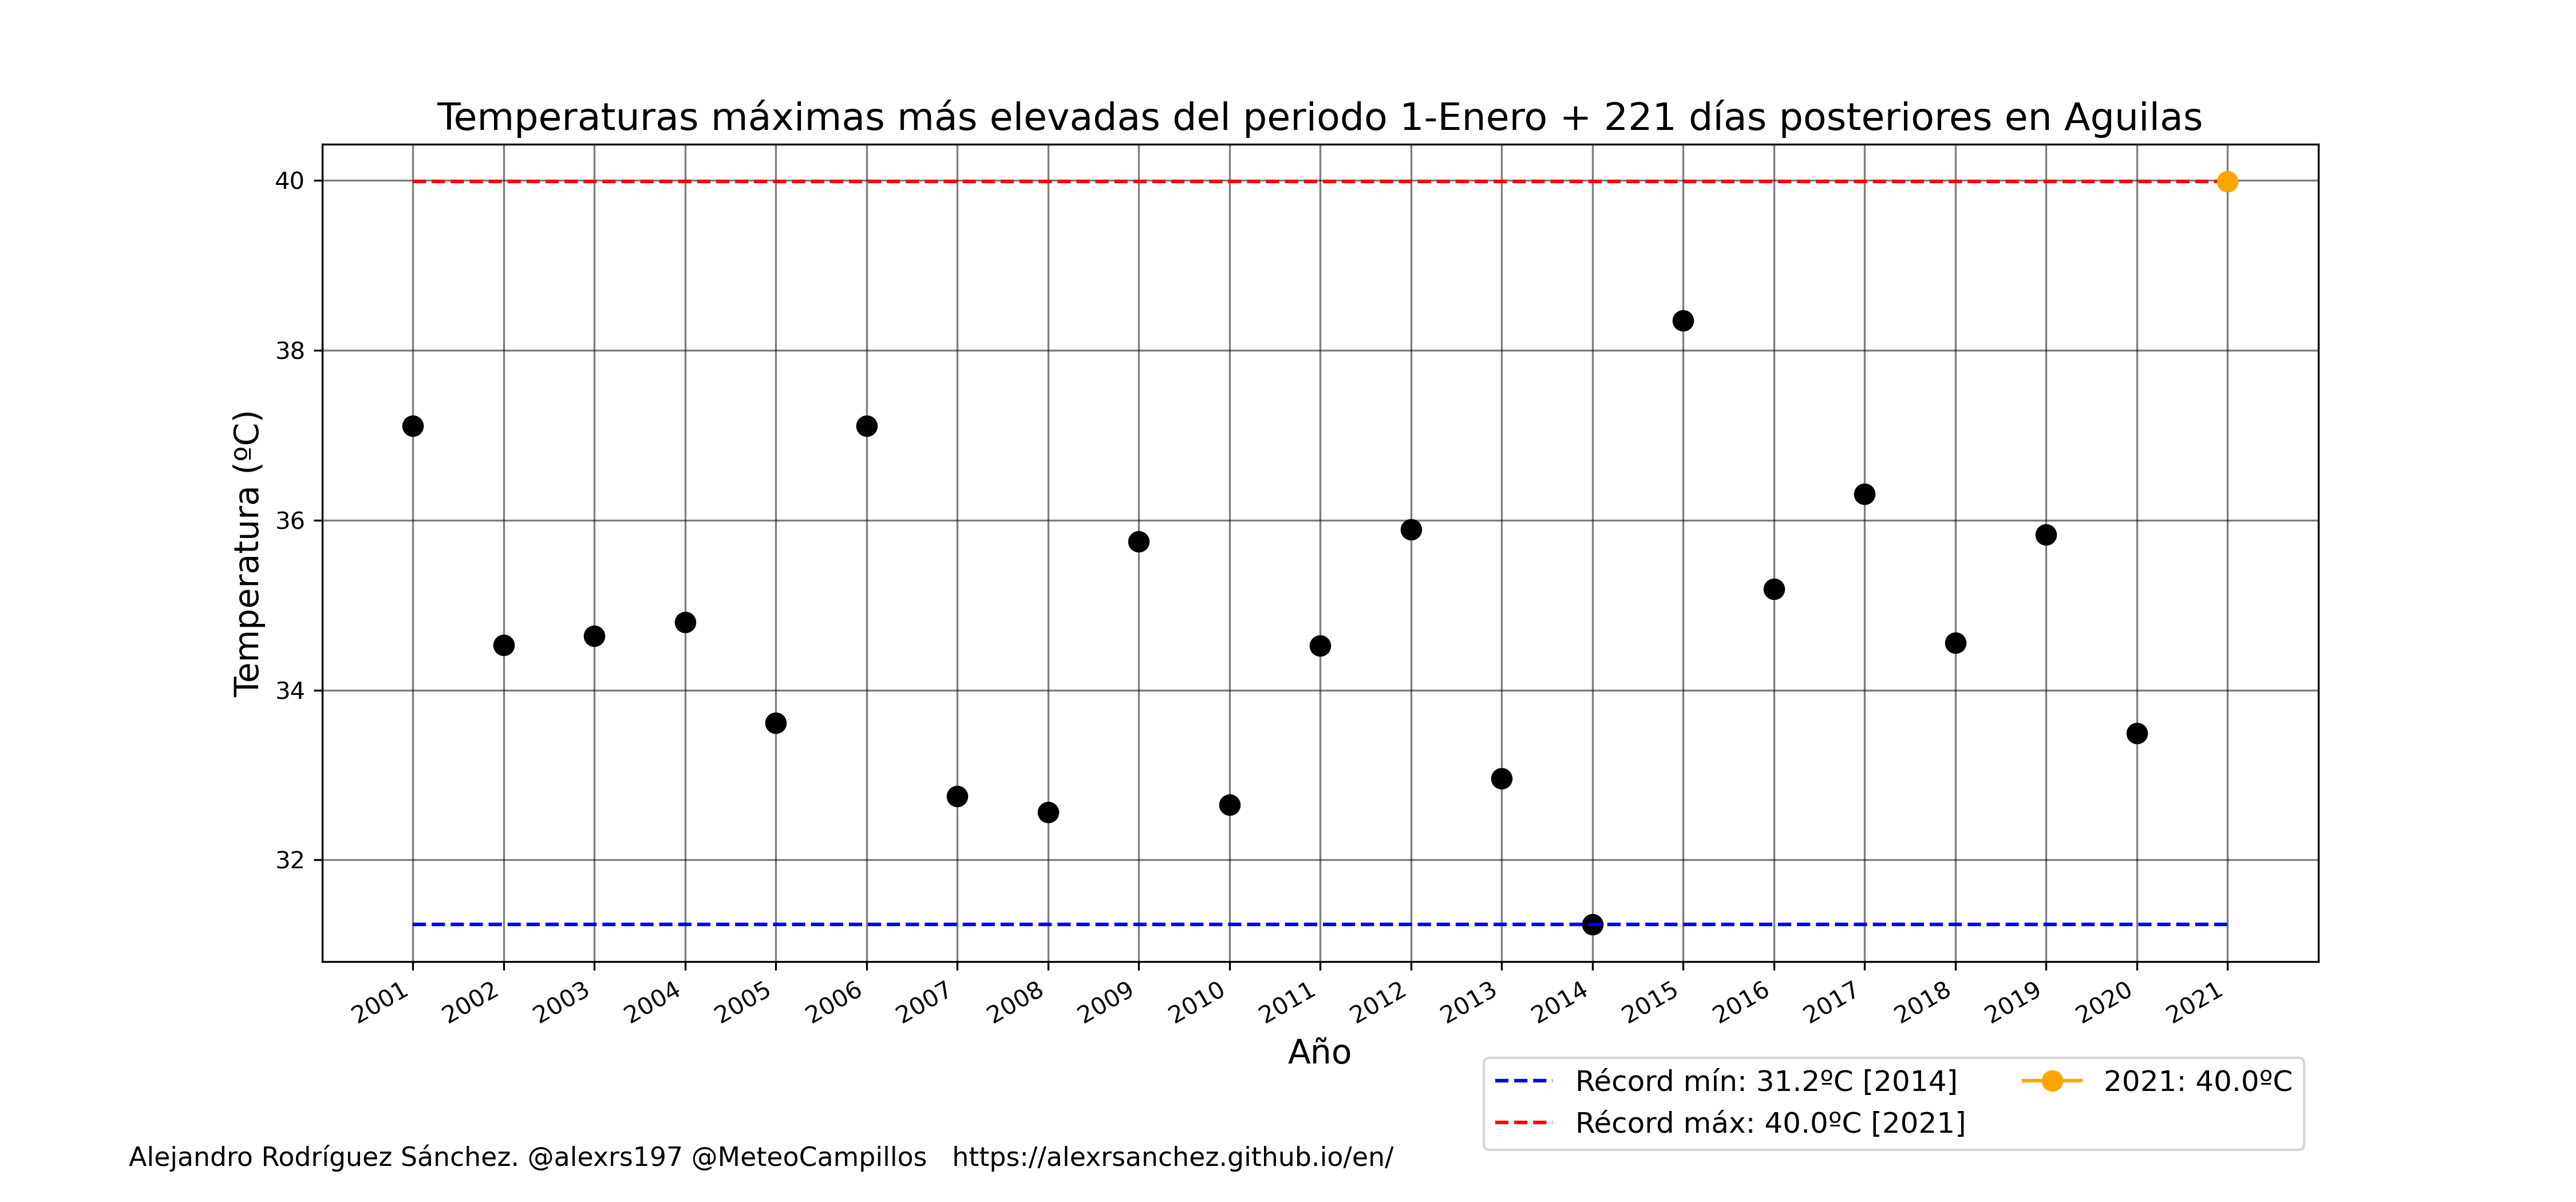 Temperaturas máximas más elevadas del periodo 1-Enero + 221 días posteriores en Aguilas
Temperatura (ºC)
40
38
36
34
32
2001 2002 2003 2004 2005 2006 2007 2008 2009 2010 2011 2012 2013 2014 2015 2016 2017 2018 2019 2020 2021
Año
Récord mín: 31.2ºC [2014] 2021: 40.0ºC
Récord máx: 40.0ºC [2021]
Alejandro Rodríguez Sánchez. @alexrs197 @MeteoCampillos https://alexrsanchez.github.io/en/